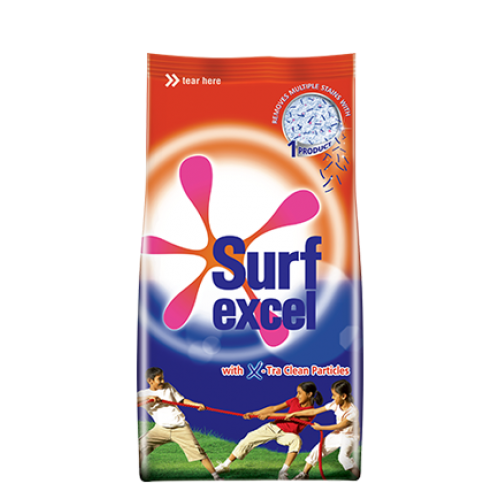 >> tear here
REMOVES MULTIPLE STAINS WITH
1 PRODUCT
Surf
excel
with X-Tra Clean Particles